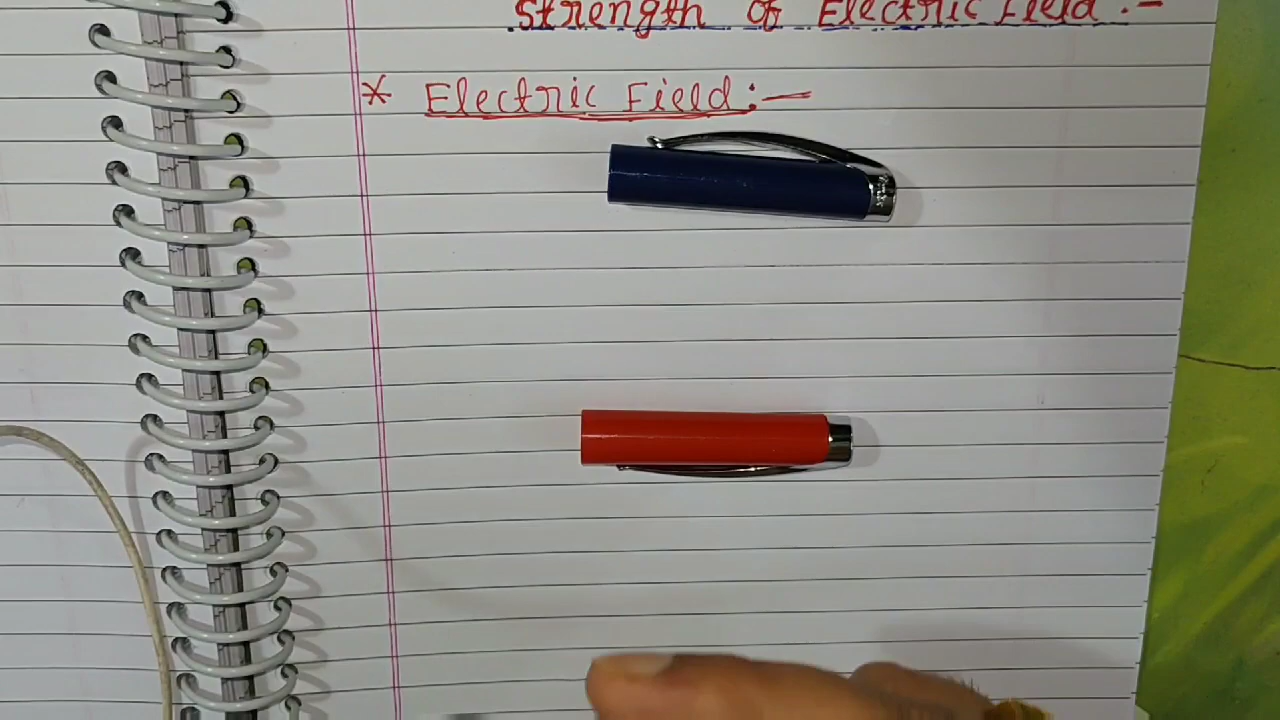 Strength of Electric Field :-
* Electric Field :-